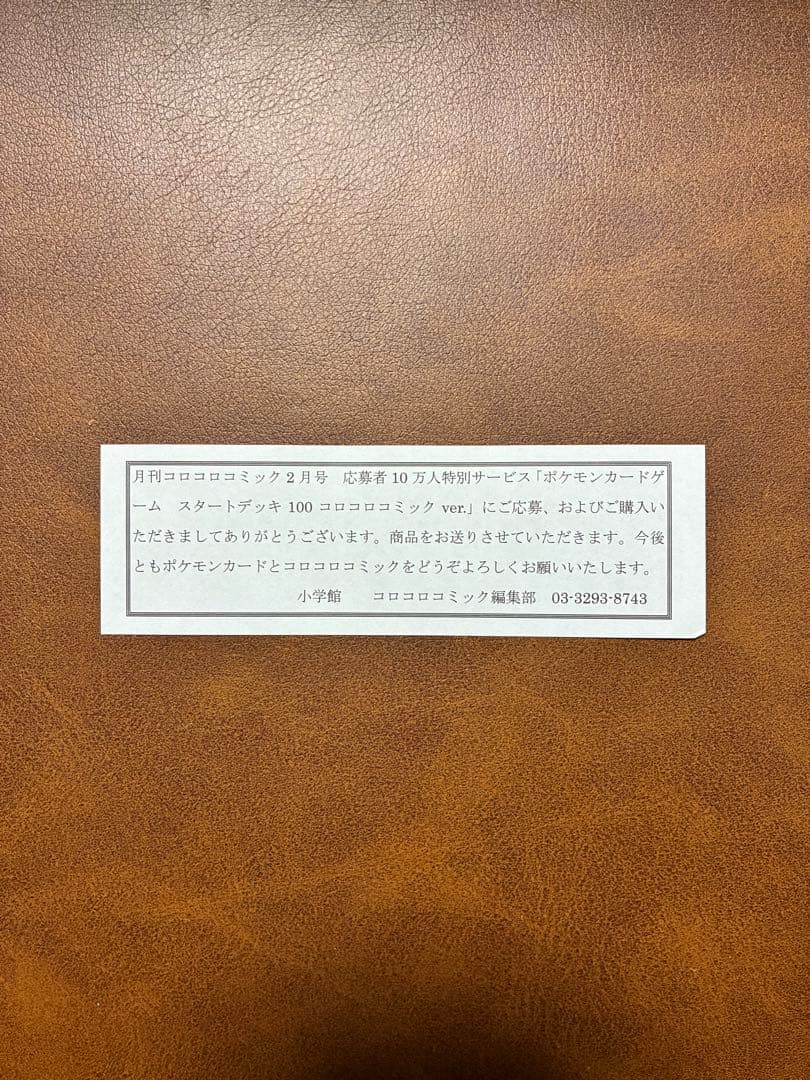 月刊コロコロコミック2月号　応募者10万人特別サービス「ポケモンカードゲ
ーム　スタートデッキ100コロコロコミックver.」にご応募、およびご購入い
ただきましてありがとうございます。商品をお送りさせていただきます。今後
ともポケモンカードとコロコロコミックをどうぞよろしくお願いいたします。
小学館　　コロコロコミック編集部　03-3293-8743